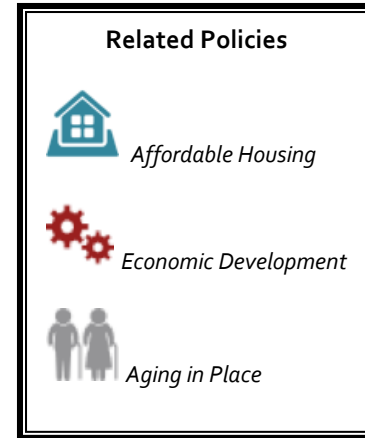 Related Policies
Affordable Housing
Economic Development
Aging in Place